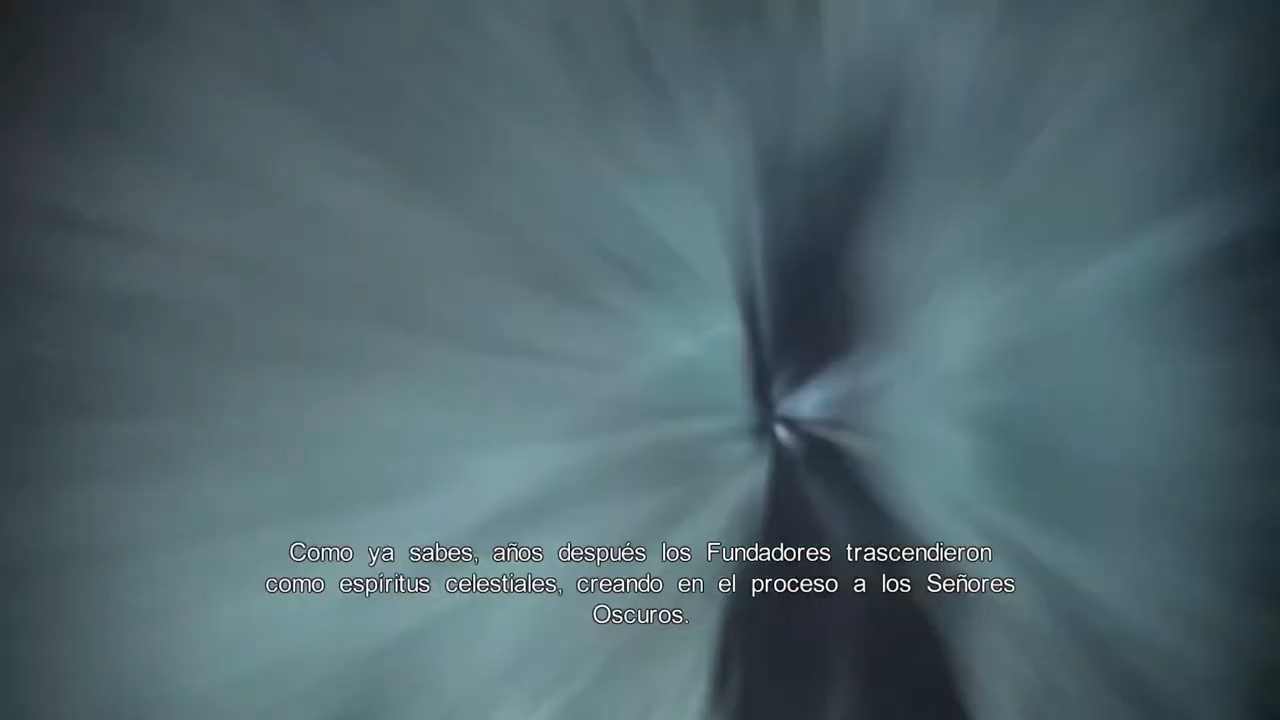 Como ya sabes, años después los Fundadores trascendieron
como espíritus celestiales, creando en el proceso a los Señores
Oscuros.